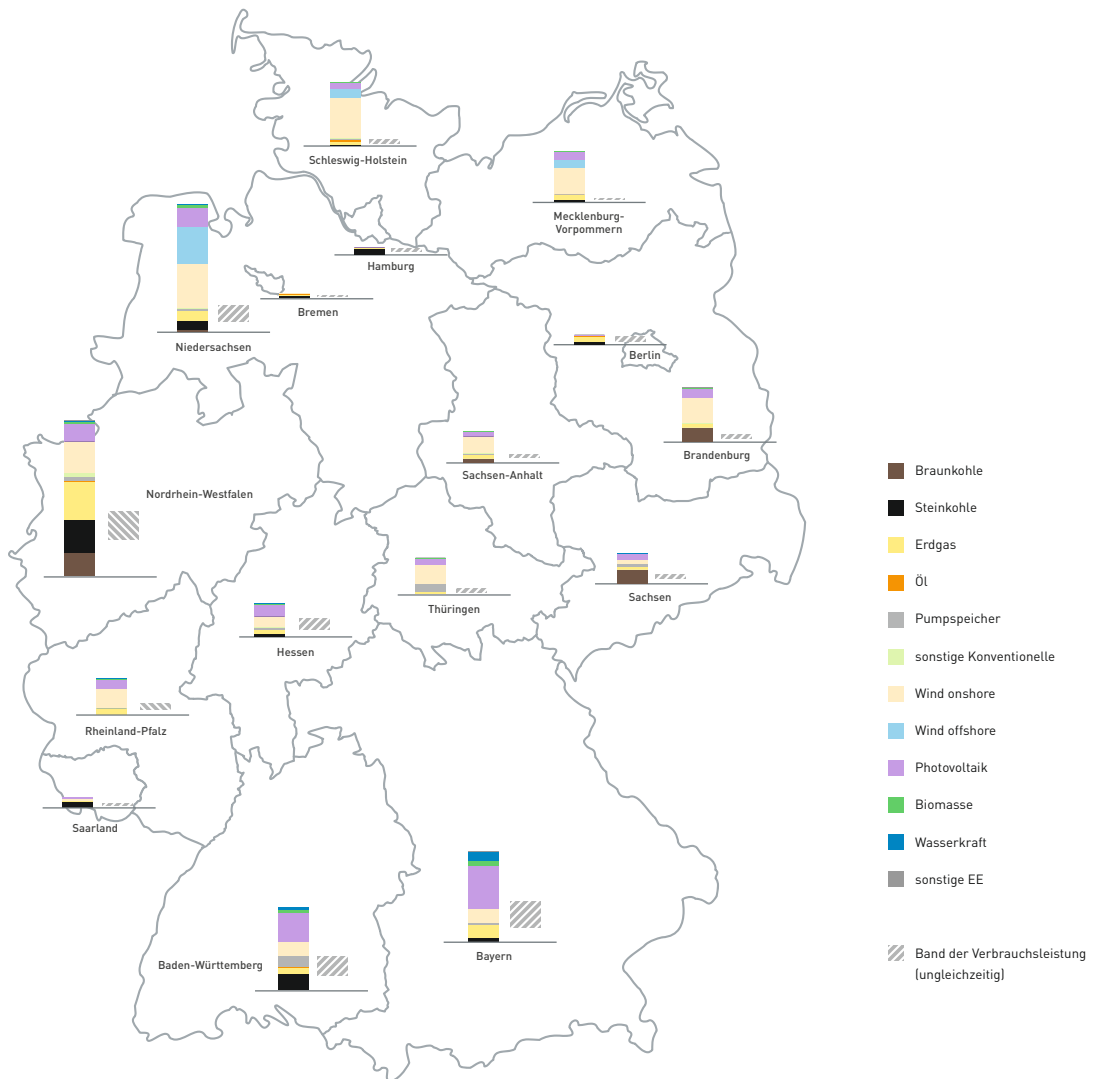 Schleswig-Holstein
Mecklenburg-
Vorpommern
Hamburg
Bremen
Niedersachsen
Berlin
Brandenburg
Sachsen-Anhalt
Nordrhein-Westfalen
Sachsen
Thüringen
Hessen
Rheinland-Pfalz
Saarland
Baden-Württemberg
Bayern
Braunkohle
Steinkohle
Erdgas
Öl
Pumpspeicher
sonstige Konventionelle
Wind onshore
Wind offshore
Photovoltaik
Biomasse
Wasserkraft
sonstige EE
Band der Verbrauchsleistung
(ungleichzeitig)